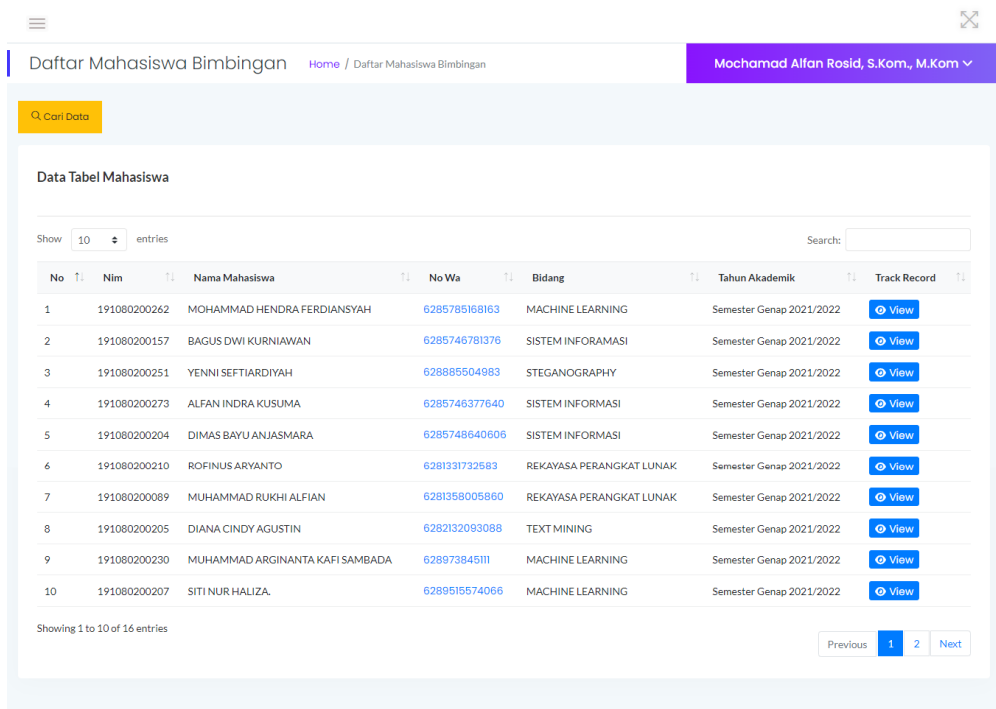 Daftar Mahasiswa Bimbingan Home / Daftar Mahasiswa Bimbingan Mochamad Alfan Rosid, S.Kom., M.Kom
Cari Data
Data Tabel Mahasiswa
Show 10 entries Search:
No Nim Nama Mahasiswa No Wa Bidang Tahun Akademik Track Record
1 191080200262 MOHAMMAD HENDRA FERDIANSYAH 6285785168163 MACHINE LEARNING Semester Genap 2021/2022 View
2 191080200157 BAGUS DWI KURNIAWAN 6285746781376 SISTEM INFORAMASI Semester Genap 2021/2022 View
3 191080200251 YENNI SEFTIARDIYAH 628885504983 STEGANOGRAPHY Semester Genap 2021/2022 View
4 191080200273 ALFAN INDRA KUSUMA 6285746377640 SISTEM INFORMASI Semester Genap 2021/2022 View
5 191080200204 DIMAS BAYU ANJASMARA 6285748640606 SISTEM INFORMASI Semester Genap 2021/2022 View
6 191080200210 ROFINUS ARYANTO 6281331732583 REKAYASA PERANGKAT LUNAK Semester Genap 2021/2022 View
7 191080200089 MUHAMMAD RUKHI ALFIAN 6281358005860 REKAYASA PERANGKAT LUNAK Semester Genap 2021/2022 View
8 191080200205 DIANA CINDY AGUSTIN 6282132093088 TEXT MINING Semester Genap 2021/2022 View
9 191080200230 MUHAMMAD ARGINANTA KAFI SAMBADA 628973845111 MACHINE LEARNING Semester Genap 2021/2022 View
10 191080200207 SITI NUR HALIZA. 6289515574066 MACHINE LEARNING Semester Genap 2021/2022 View
Showing 1 to 10 of 16 entries
Previous 1 2 Next